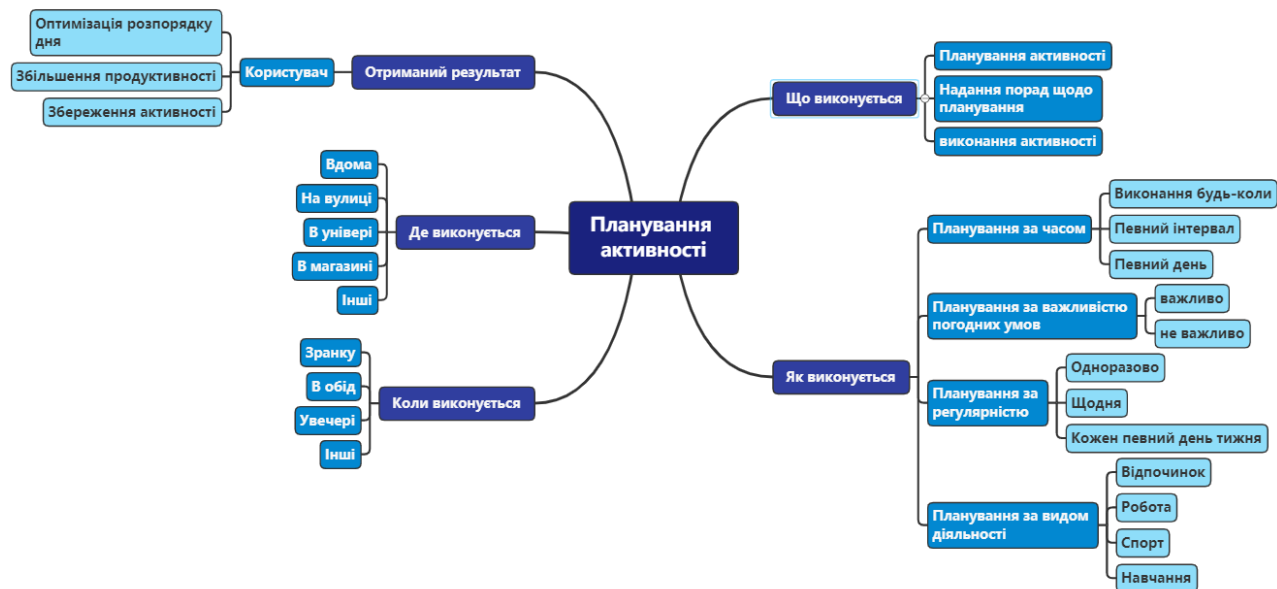 Оптимізація розпорядку
дня
Збільшення продуктивності
Збереження активності
Користувач
Отриманий результат
Вдома
На вулиці
В універі
В магазині
Інші
Де виконується
Зранку
В обід
Увечері
Інші
Коли виконується
Планування
активності
Що виконується
Планування активності
Надання порад щодо
планування
виконання активності
Як виконується
Планування за часом
Виконання будь-коли
Певний інтервал
Певний день
Планування за важливістю
погодних умов
важливо
не важливо
Планування за
регулярністю
Одноразово
Щодня
Кожен певний день тижня
Планування за видом
діяльності
Відпочинок
Робота
Спорт
Навчання